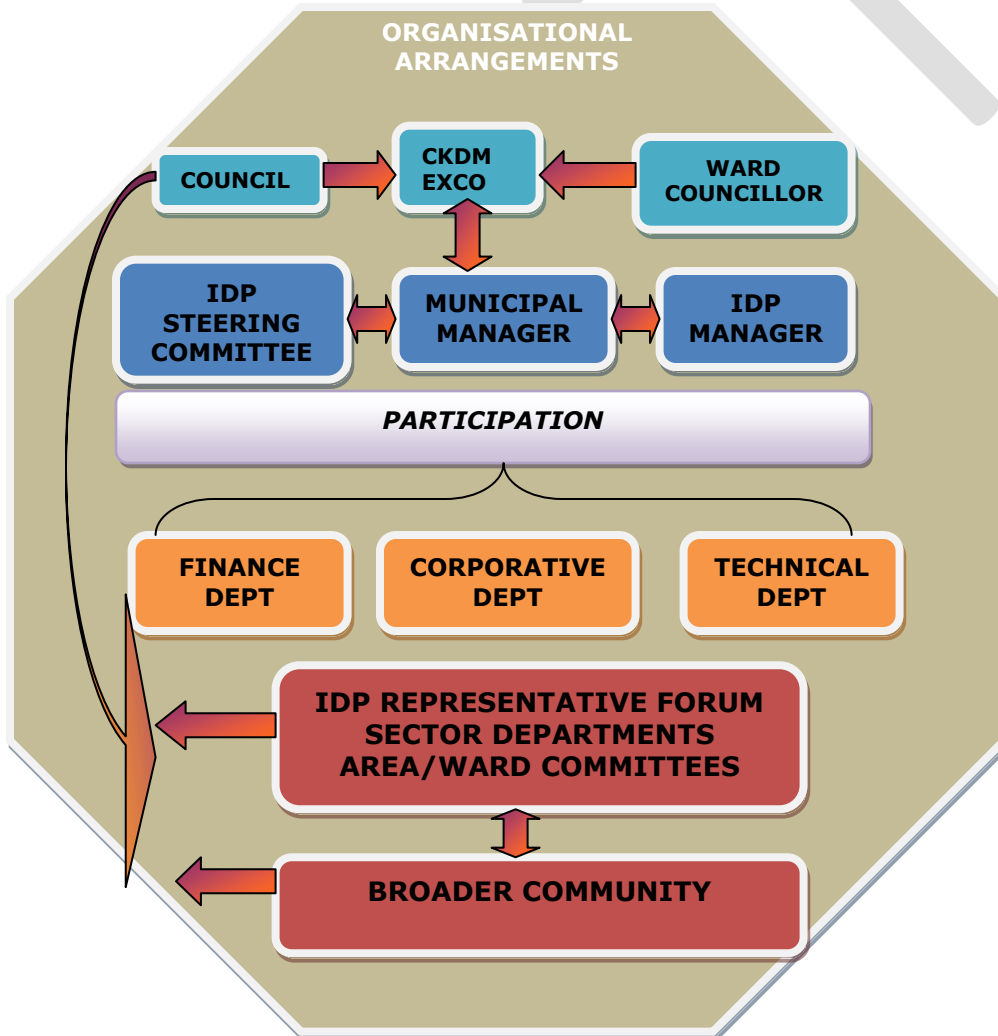 ORGANISATIONAL
ARRANGEMENTS
COUNCIL
CKDM
EXCO
WARD
COUNCILLOR
IDP
STEERING
COMMITTEE
MUNICIPAL
MANAGER
IDP
MANAGER
PARTICIPATION
FINANCE
DEPT
CORPORATIVE
DEPT
TECHNICAL
DEPT
IDP REPRESENTATIVE FORUM
SECTOR DEPARTMENTS
AREA/WARD COMMITTEES
BROADER COMMUNITY